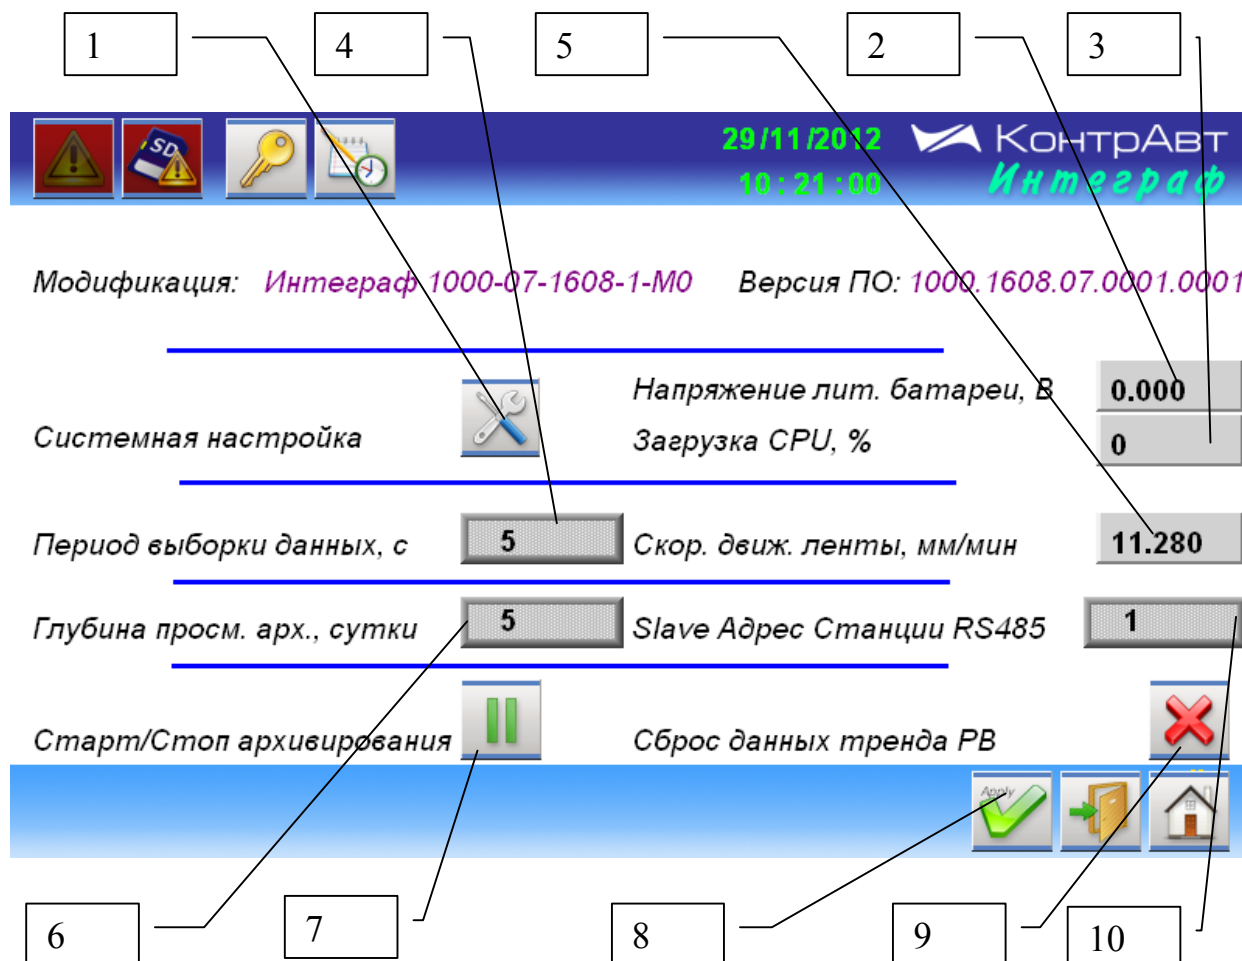 1 4 5 2 3
SD
29/11/2012 КонтрАвт
10:21:00 Интеграф
Модификация: Интеграф 1000-07-1608-1-М0 Версия ПО: 1000.1608.07.0001.0001
Напряжение лит. батареи, В 0.000
Системная настройка Загрузка CPU, % 0
Период выборки данных, с 5 Скор. движ. ленты, мм/мин 11.280
Глубина просм. арх., сутки 5 Slave Адрес Станции RS485 1
Старт/Стоп архивирования Сброс данных тренда РВ
Apply
6 7 8 9 10